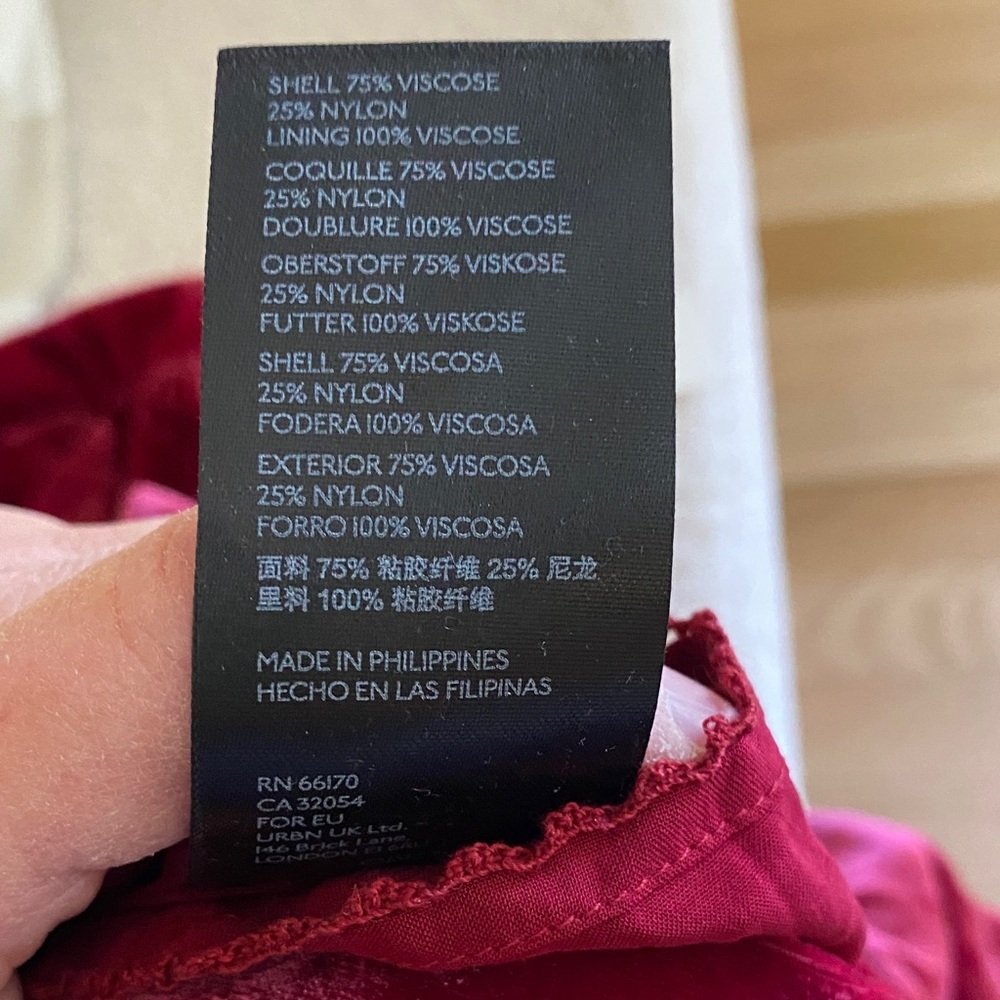 SHELL 75% VISCOSE
25% NYLON
LINING 100% VISCOSE
COQUILLE 75% VISCOSE
25% NYLON
DOUBLURE 100% VISCOSE
OBERSTOFF 75% VISKOSE
25% NYLON
FUTTER 100% VISKOSE
SHELL 75% VISCOSA
25% NYLON
FODERA 100% VISCOSA
EXTERIOR 75% VISCOSA
25% NYLON
FORRO 100% VISCOSA
面料 75% 粘胶纤维 25% 尼龙
里料 100% 粘胶纤维
MADE IN PHILIPPINES
HECHO EN LAS FILIPINAS
RN 66170
CA 32054
FOR EU
URBN UK Ltd.
146 Brick Lane
LONDON